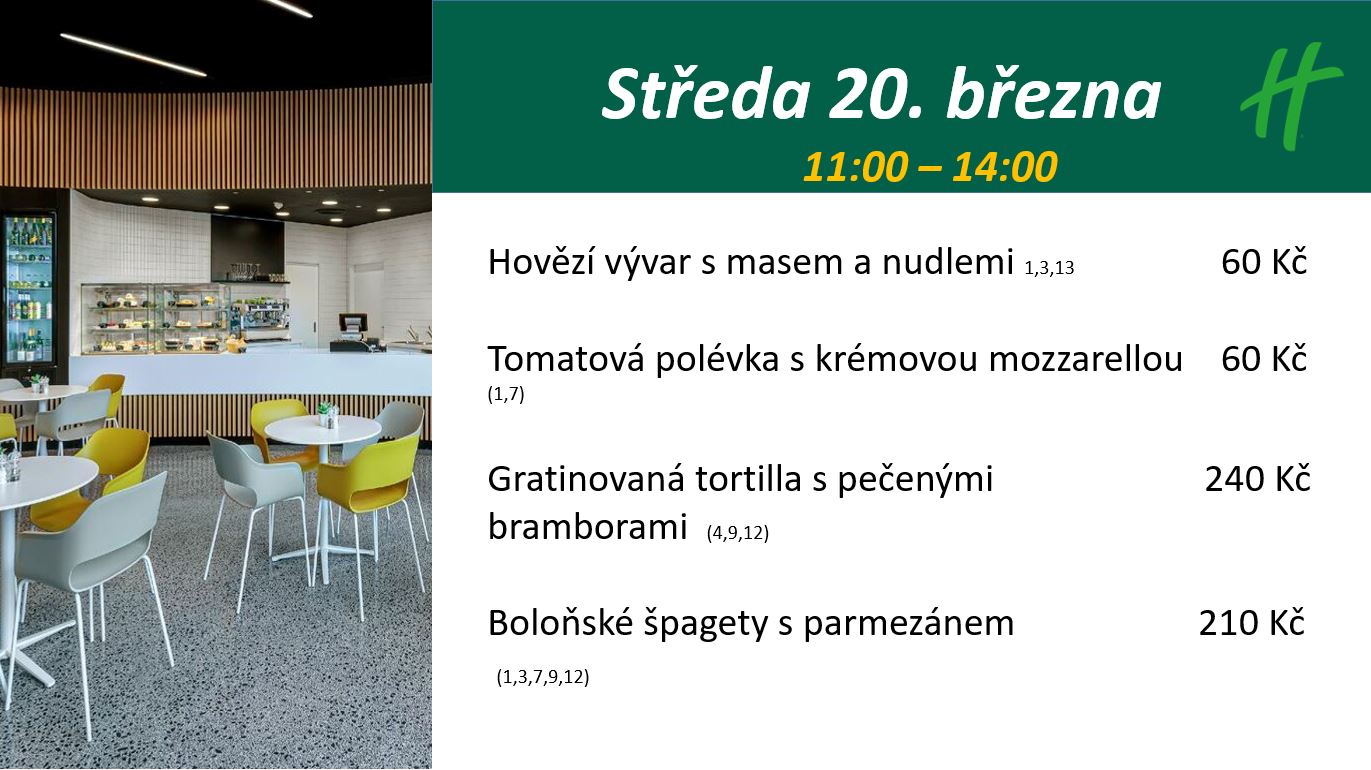 Středa 20. března
11:00 – 14:00
Hovězí vývar s masem a nudlemi 1,3,13 60 Kč
Tomatová polévka s krémovou mozzarellou 60 Kč
(1,7)
Gratinovaná tortilla s pečenými 240 Kč
bramborami (4,9,12)
Boloňské špagety s parmezánem 210 Kč
(1,3,7,9,12)